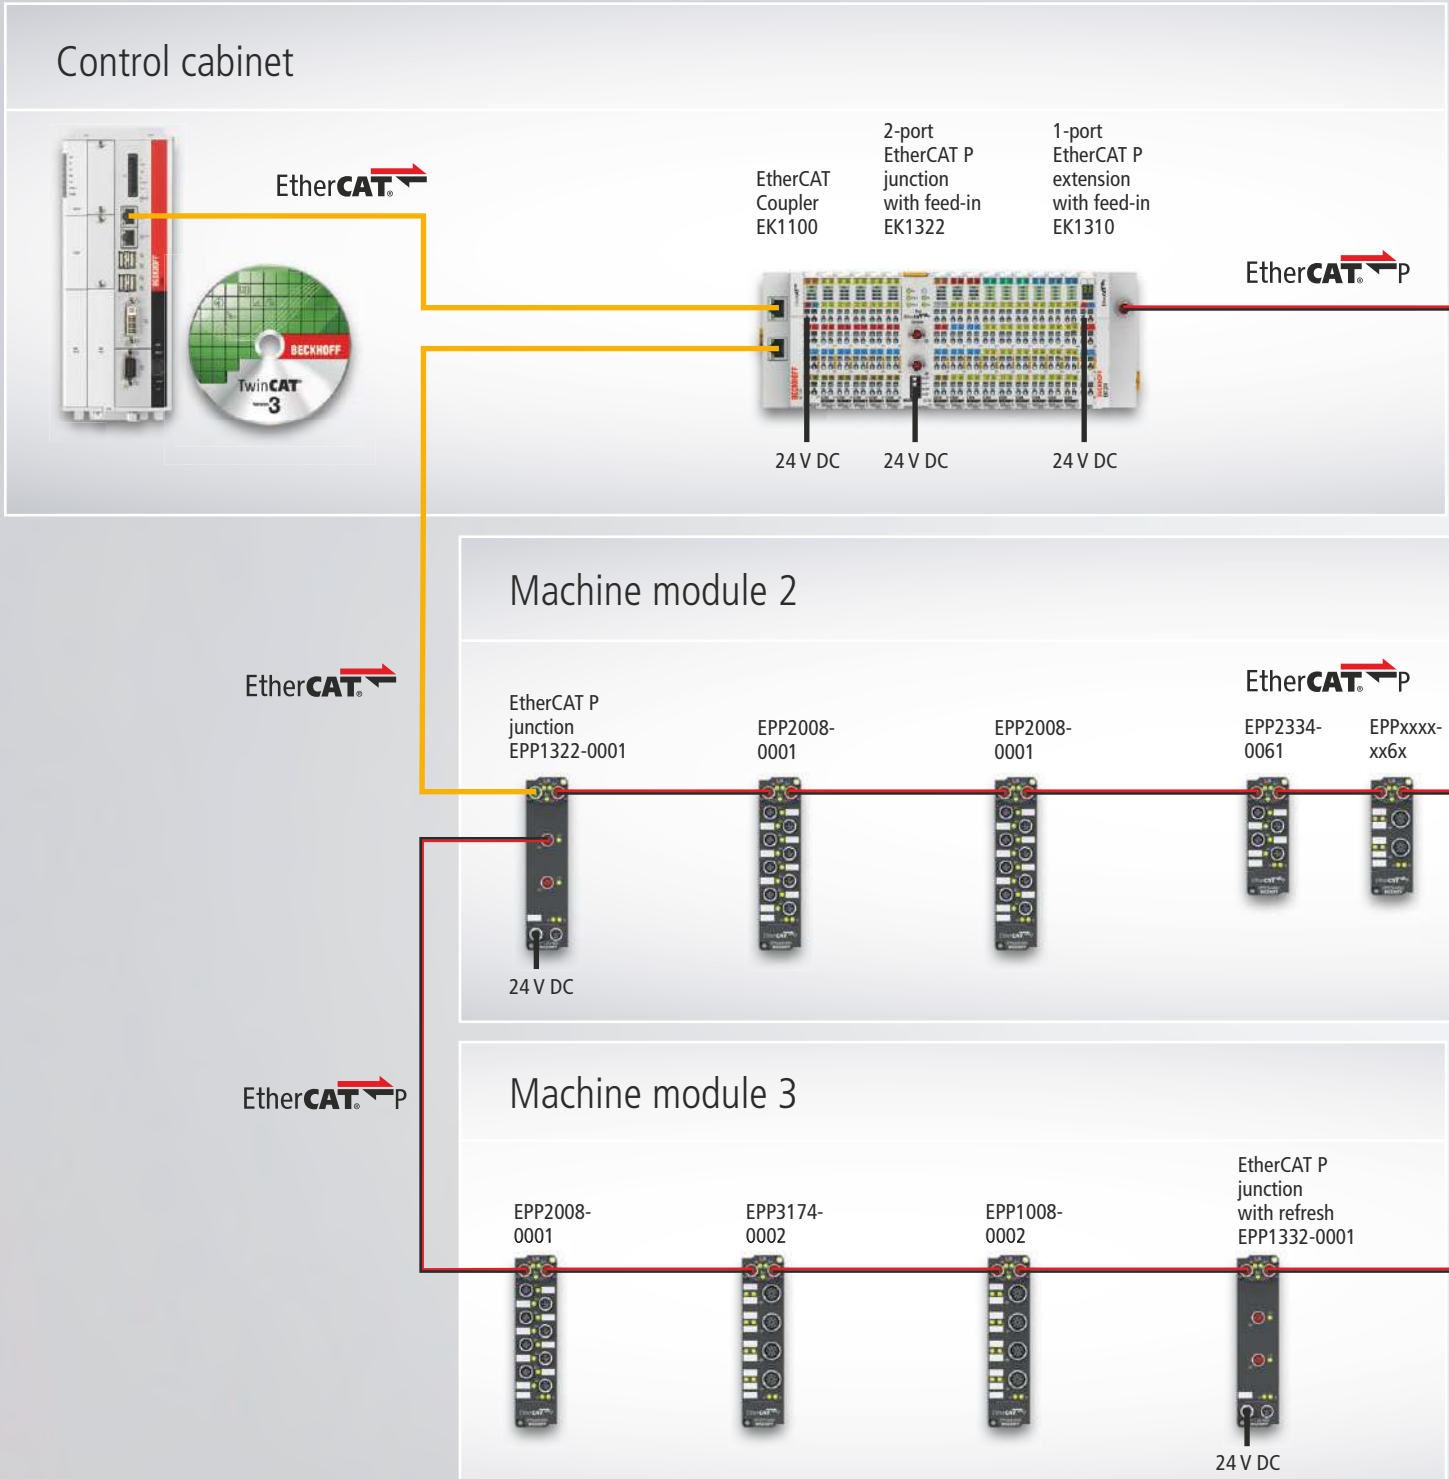 Control cabinet
EtherCAT®
2-port
EtherCAT P
junction
with feed-in
EK1322
1-port
EtherCAT P
extension
with feed-in
EK1310
EtherCAT
Coupler
EK1100
EtherCAT® P
BECKHOFF
TwinCAT®
3
BECKHOFF
BECKHOFF
BECKHOFF
24 V DC
24 V DC
24 V DC
Machine module 2
EtherCAT®
EtherCAT® P
EtherCAT P
junction
EPP1322-0001
EPP2008-
0001
EPP2008-
0001
EPP2334-
0061
EPPxxxx-
xx6x
24 V DC
EtherCAT® P
Machine module 3
EtherCAT P
junction
with refresh
EPP1332-0001
EPP2008-
0001
EPP3174-
0002
EPP1008-
0002
24 V DC